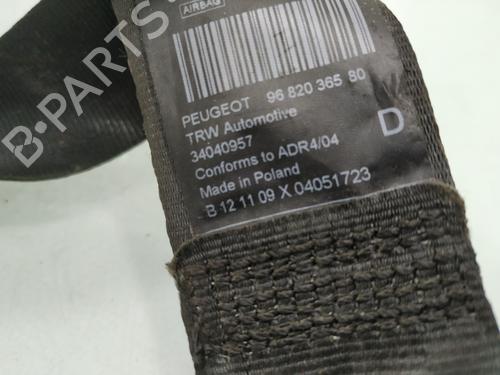 AIRBAG
PEUGEOT 96 820 365 80
TRW Automotive
34040957
Conforms to ADR4/04
Made in Poland
B 12 11 09 X 04051723
D
B-PARTS